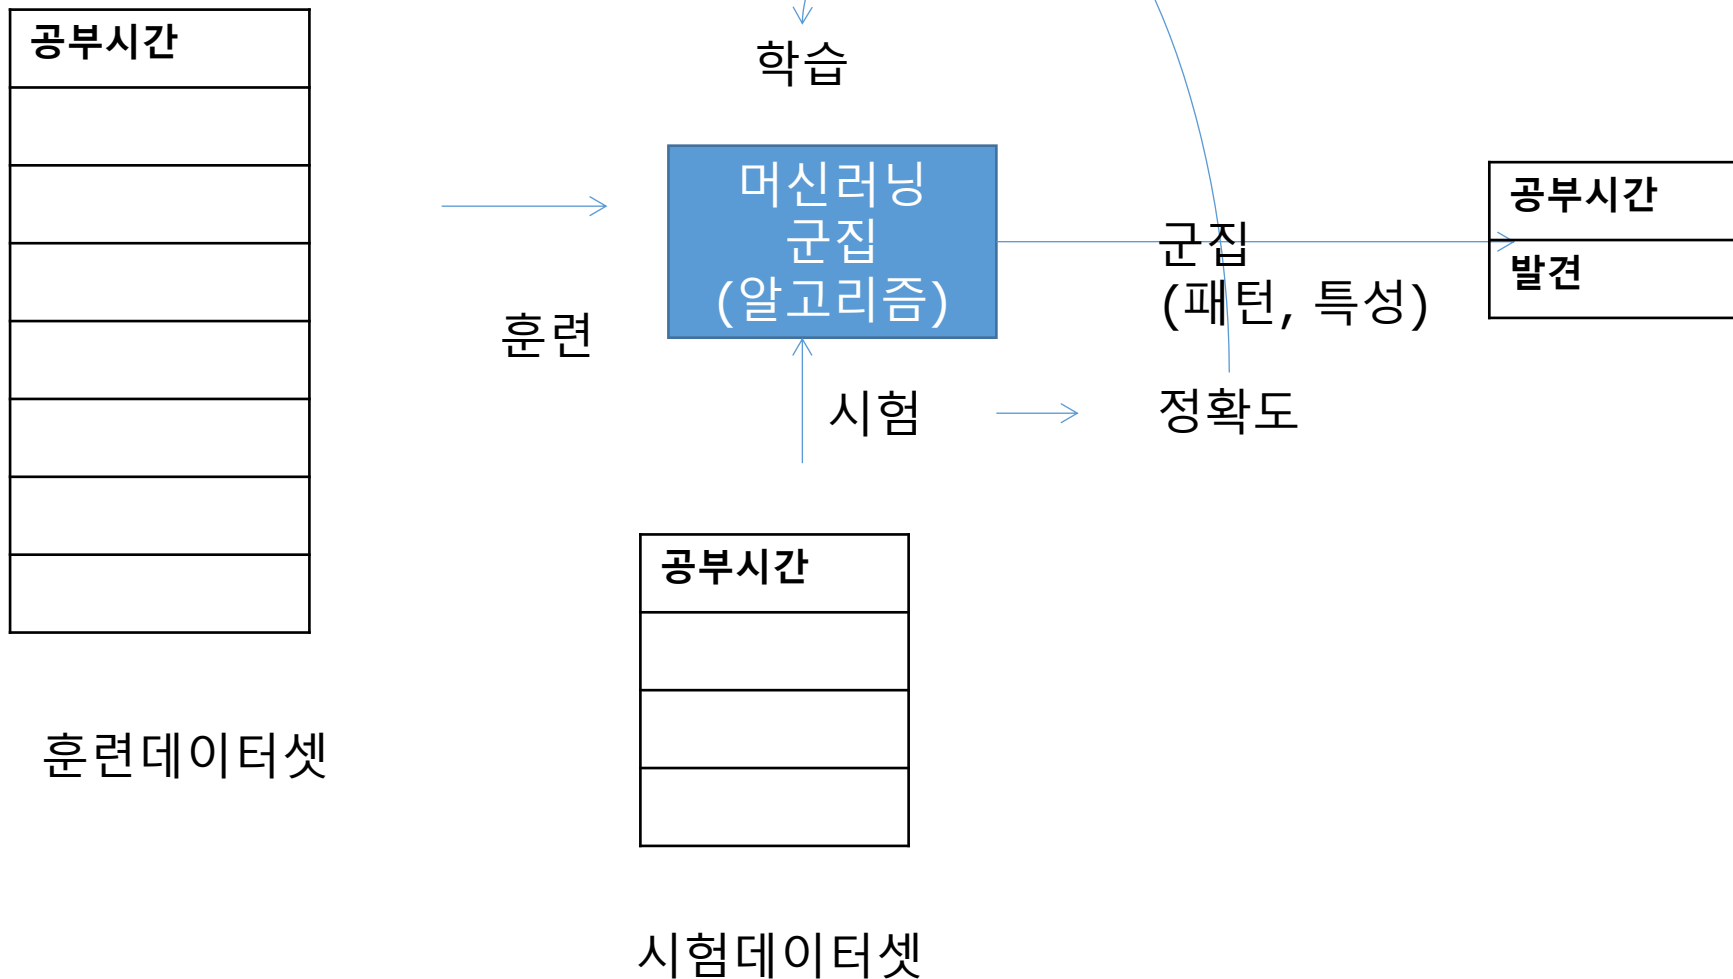 공부시간
학습
머신러닝
군집
(알고리즘)
훈련
군집
(패턴, 특성)
공부시간
발견
시험
정확도
공부시간
훈련데이터셋
시험데이터셋